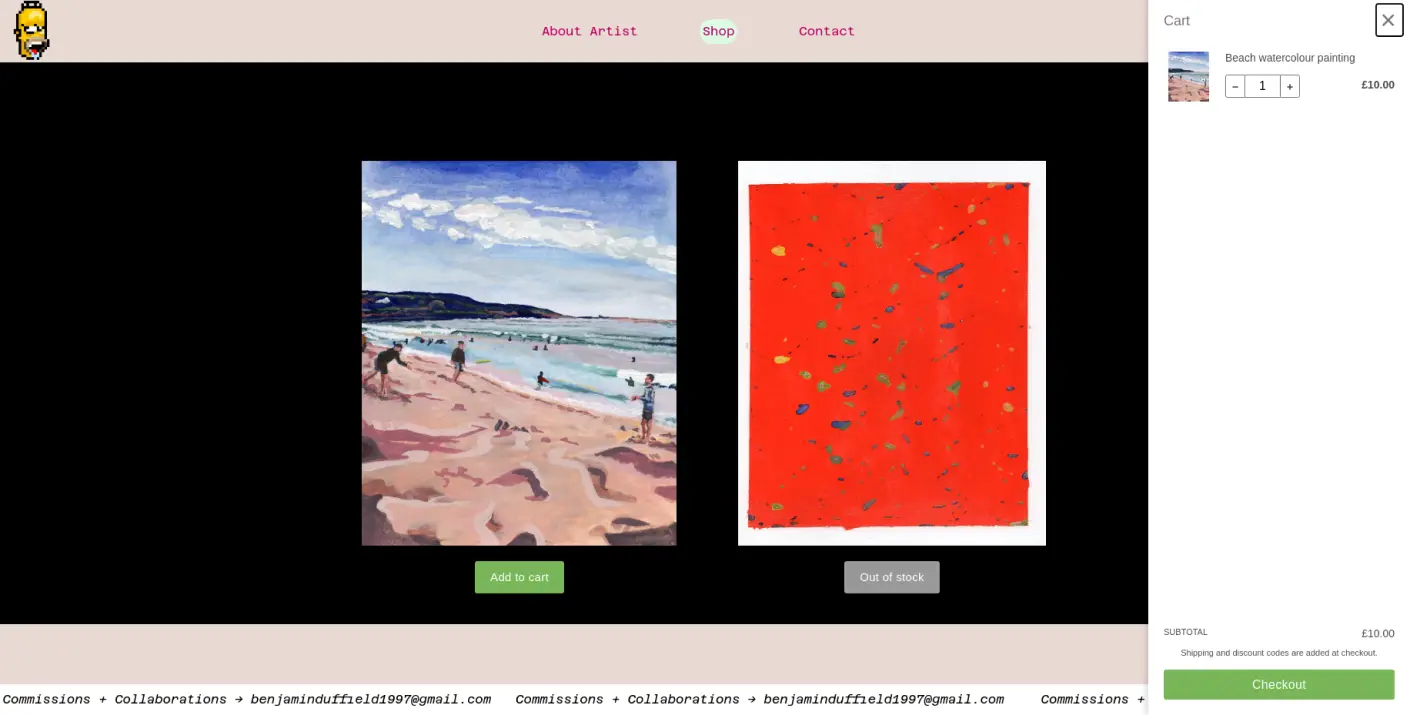 About Artist
Shop
Contact
Cart
Beach watercolour painting
− 1 + £10.00
Add to cart
Out of stock
SUBTOTAL £10.00
Shipping and discount codes are added at checkout.
Checkout
Commissions + Collaborations → benjaminduffield1997@gmail.com Commissions + Collaborations → benjaminduffield1997@gmail.com Commissions +